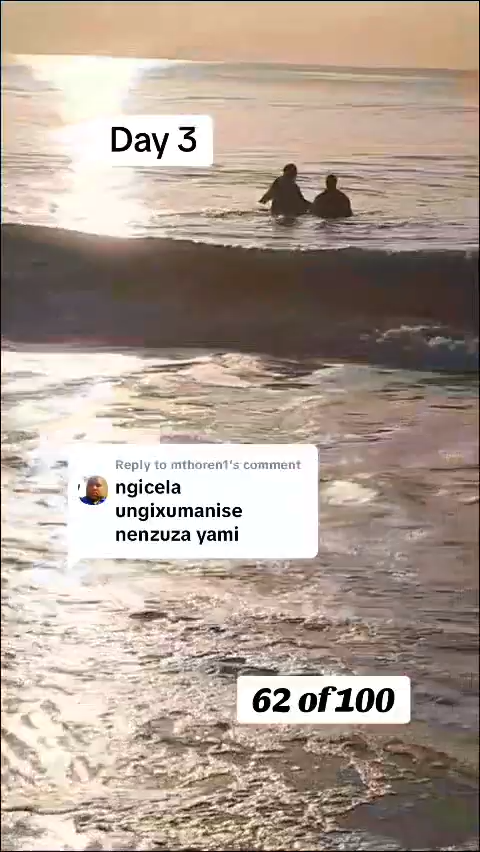 Day 3
Reply to mthoren1's comment
ngicela
ungixumanise
nenzuza yami
62 of 100